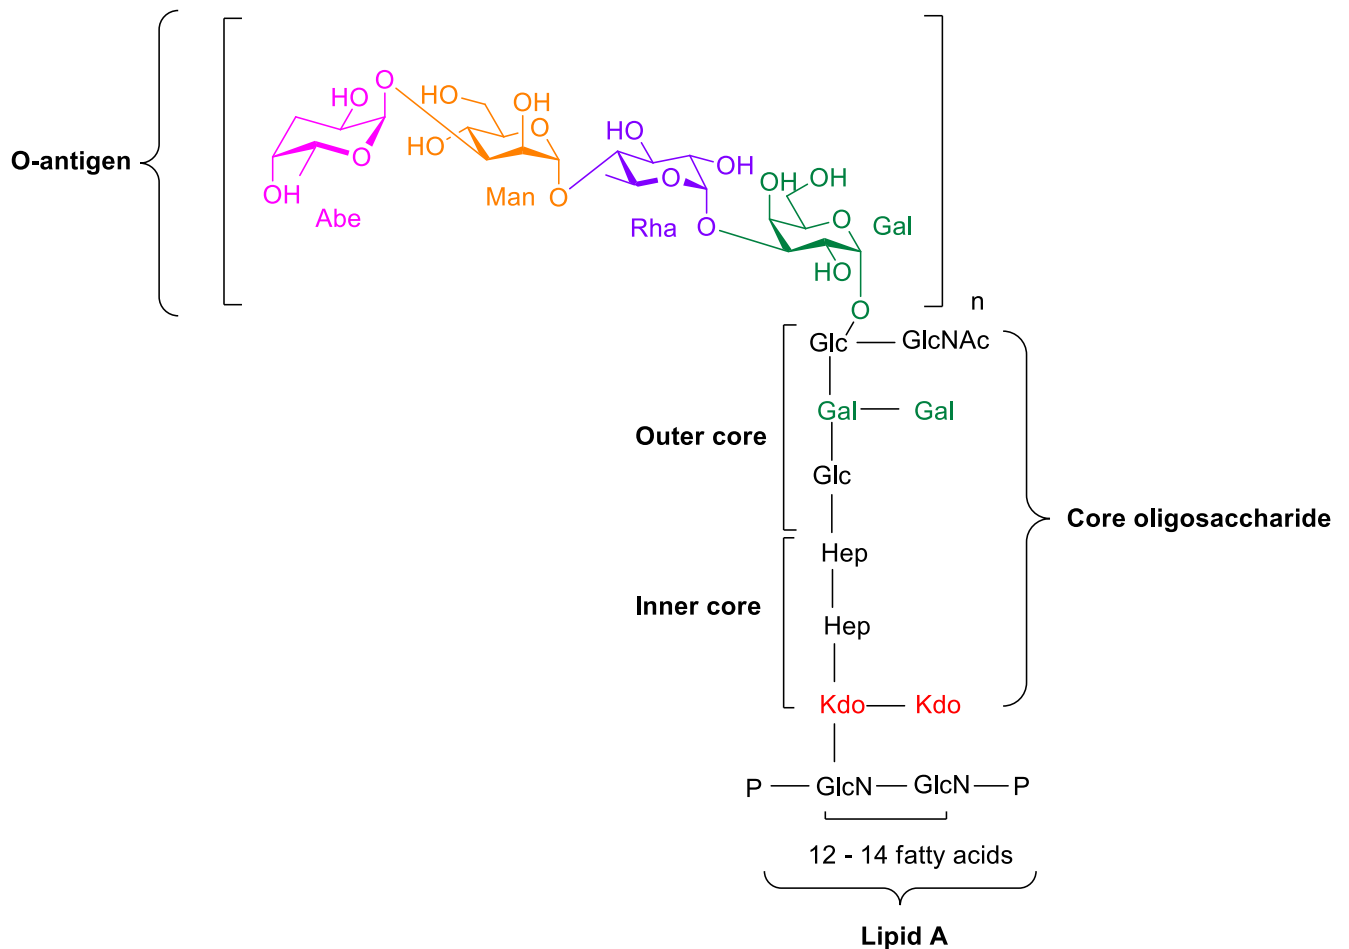 O
HO
HO
OH
HO
O
O-antigen
HO
O
OH
Abe
Man
O
HO
OH
O
Rha
O
OH
OH
O
Gal
HO
O
n
Glc
GlcNAc
Gal
Gal
Outer core
Glc
Core oligosaccharide
Hep
Inner core
Hep
Kdo
Kdo
P
GlcN
GlcN
P
12 - 14 fatty acids
Lipid A